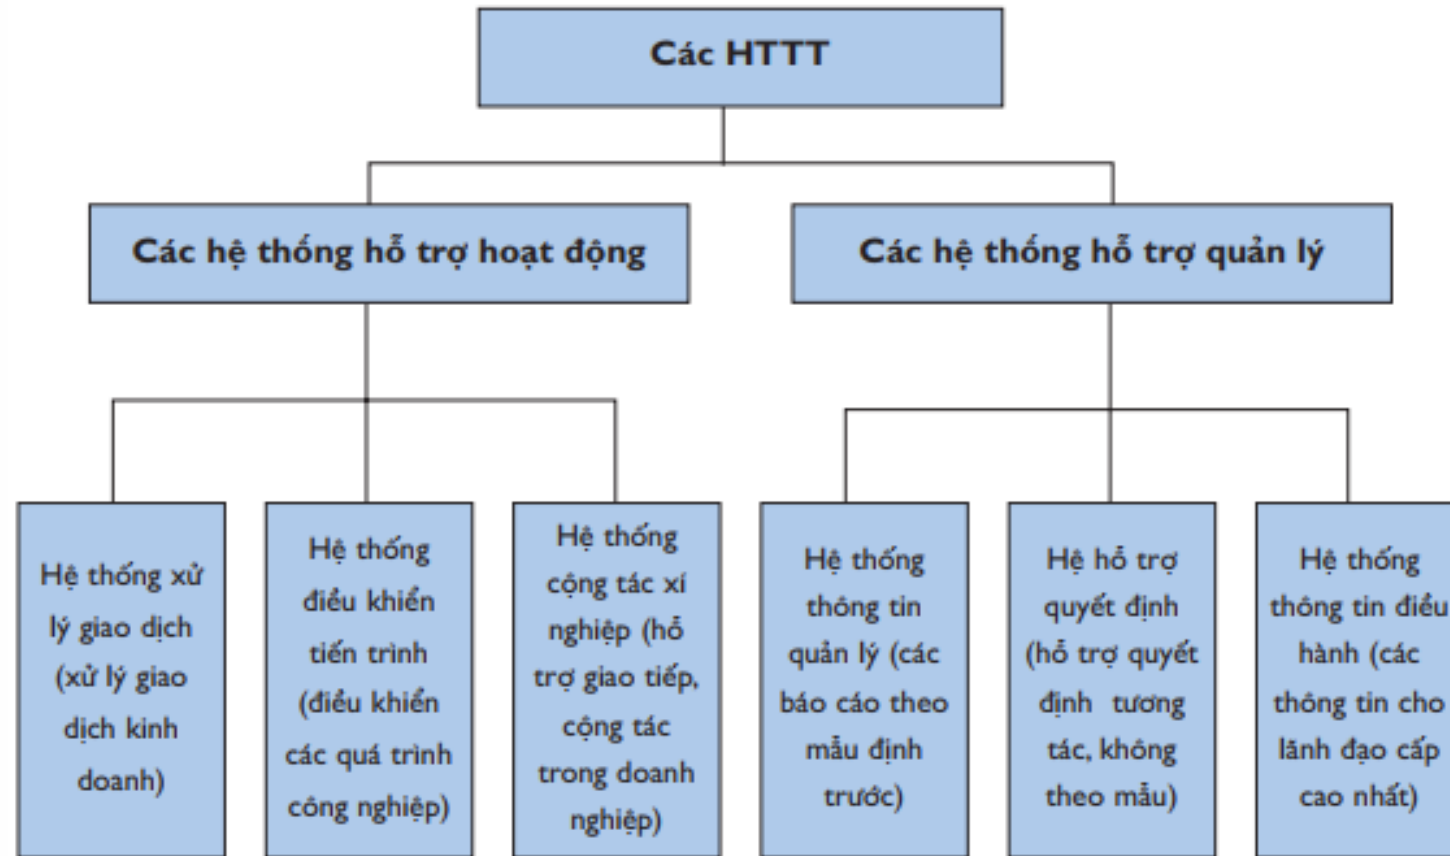 Các HTTT
Các hệ thống hỗ trợ hoạt động
Các hệ thống hỗ trợ quản lý
Hệ thống xử
lý giao dịch
(xử lý giao
dịch kinh
doanh)
Hệ thống
điều khiển
tiến trình
(điều khiển
các quá trình
công nghiệp)
Hệ thống
cộng tác xí
nghiệp (hỗ
trợ giao tiếp,
cộng tác
trong doanh
nghiệp)
Hệ thống
thông tin
quản lý (các
báo cáo theo
mẫu định
trước)
Hệ hỗ trợ
quyết định
(hỗ trợ quyết
định tương
tác, không
theo mẫu)
Hệ thống
thông tin điều
hành (các
thông tin cho
lãnh đạo cấp
cao nhất)